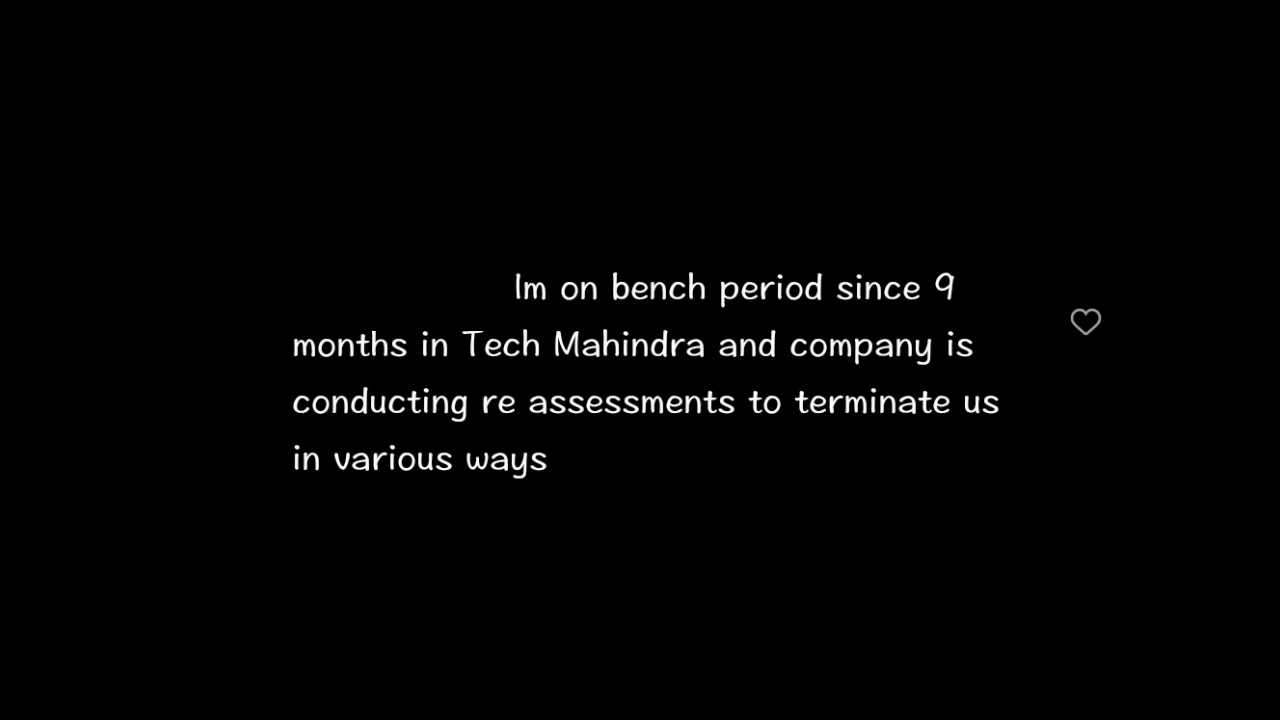 Im on bench period since 9
months in Tech Mahindra and company is
conducting re assessments to terminate us
in various ways